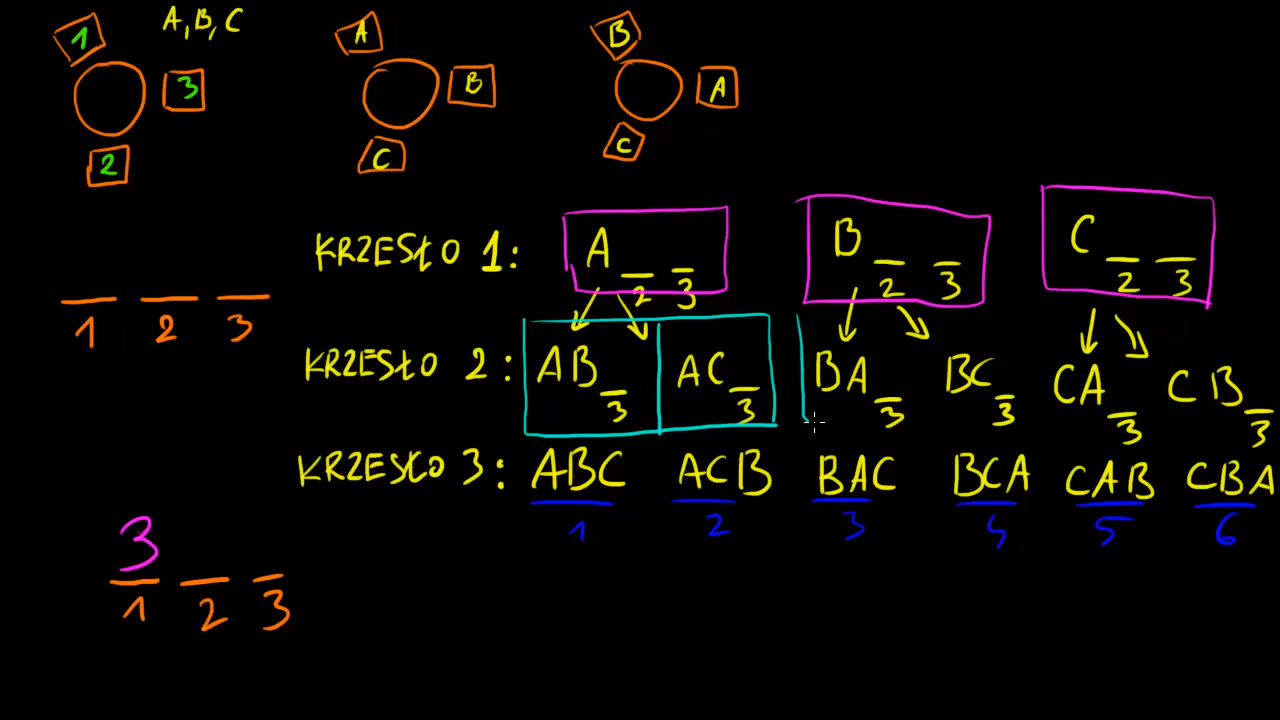 A, B, C
1 3 2
A B C
B A C
KRZESŁO 1: A _ _ B _ _ C _ _
2 3 2 3 2 3
1 2 3
KRZESŁO 2: AB _ AC _ BA _ BC _ CA _ CB _
3 3 3 3 3 3
KRZESŁO 3: ABC ACB BAC BCA CAB CBA
1 2 3 4 5 6
3
1 2 3